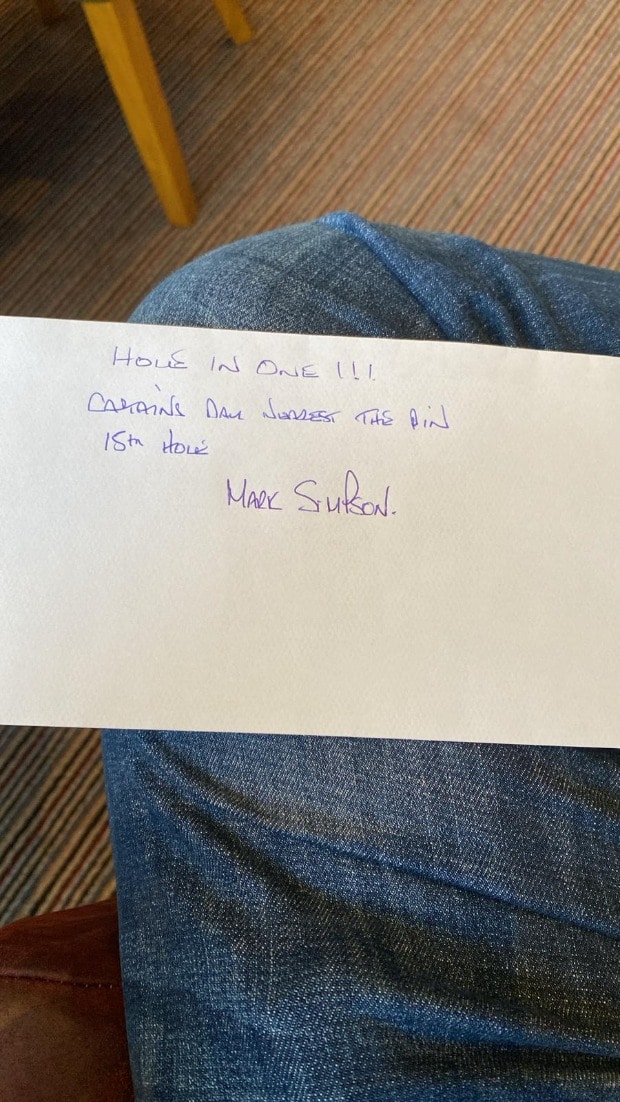 HOLE IN ONE !!!
CAPTAINS DAY NEAREST THE PIN
15th HOLE
MARK SIMPSON.